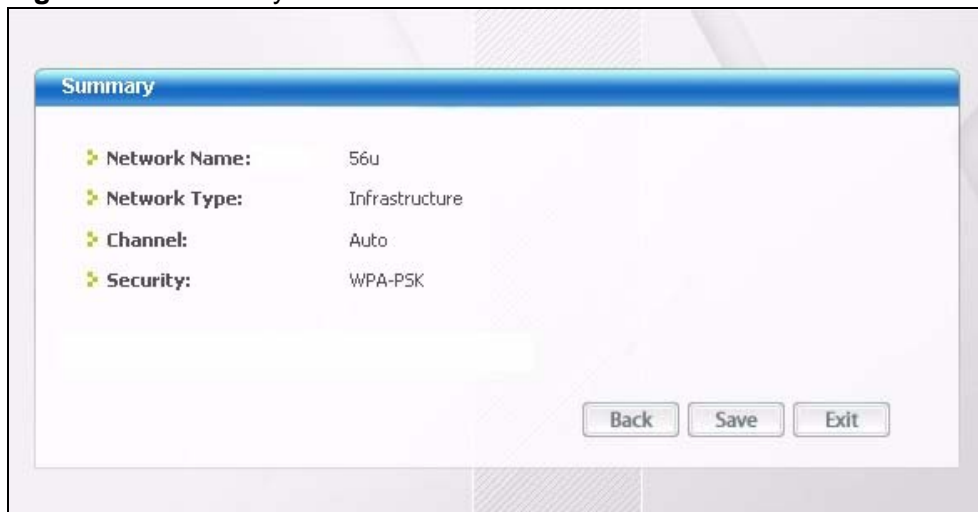 Summary
Network Name: 56u
Network Type: Infrastructure
Channel: Auto
Security: WPA-PSK
Back Save Exit